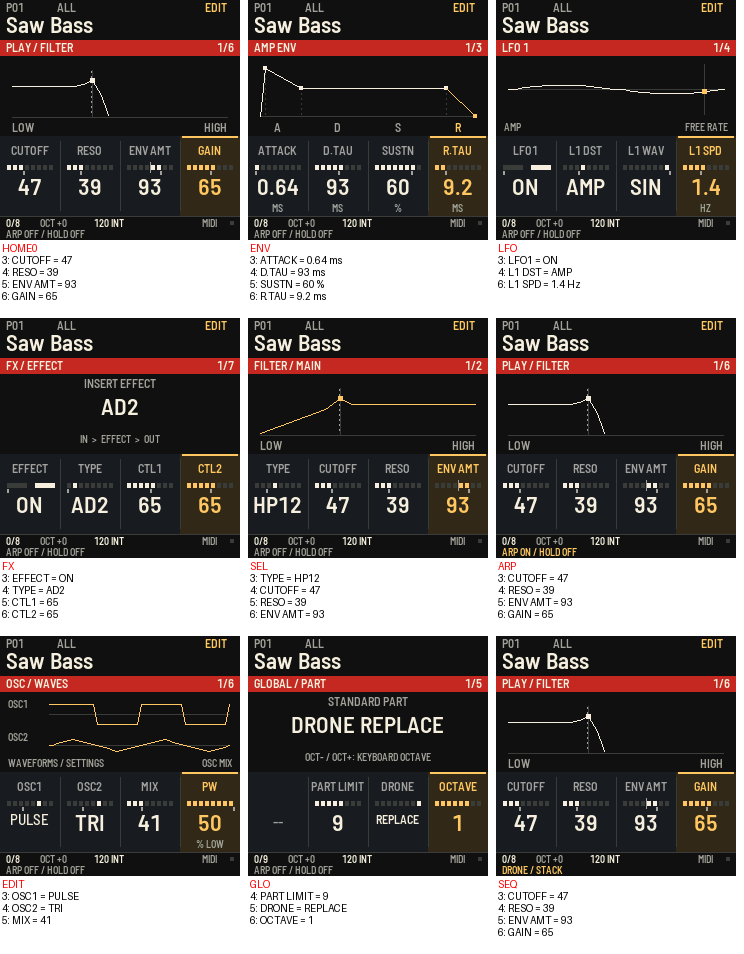 P01 ALL EDIT
Saw Bass
PLAY / FILTER 1/6
LOW HIGH
CUTOFF RESO ENV AMT GAIN
47 39 93 65
0/8 OCT +0 120 INT MIDI
ARP OFF / HOLD OFF
HOME0
3: CUTOFF = 47
4: RESO = 39
5: ENV AMT = 93
6: GAIN = 65
P01 ALL EDIT
Saw Bass
AMP ENV 1/3
A D S R
ATTACK D.TAU SUSTN R.TAU
0.64 93 60 9.2
MS MS % MS
0/8 OCT +0 120 INT MIDI
ARP OFF / HOLD OFF
ENV
3: ATTACK = 0.64 ms
4: D.TAU = 93 ms
5: SUSTN = 60 %
6: R.TAU = 9.2 ms
P01 ALL EDIT
Saw Bass
LFO 1 1/4
AMP FREE RATE
LFO1 L1 DST L1 WAV L1 SPD
ON AMP SIN 1.4
HZ
0/8 OCT +0 120 INT MIDI
ARP OFF / HOLD OFF
LFO
3: LFO1 = ON
4: L1 DST = AMP
6: L1 SPD = 1.4 Hz
P01 ALL EDIT
Saw Bass
FX / EFFECT 1/7
INSERT EFFECT
AD2
IN > EFFECT > OUT
EFFECT TYPE CTL1 CTL2
ON AD2 65 65
0/8 OCT +0 120 INT MIDI
ARP OFF / HOLD OFF
FX
3: EFFECT = ON
4: TYPE = AD2
5: CTL1 = 65
6: CTL2 = 65
P01 ALL EDIT
Saw Bass
FILTER / MAIN 1/2
LOW HIGH
TYPE CUTOFF RESO ENV AMT
HP12 47 39 93
0/8 OCT +0 120 INT MIDI
ARP OFF / HOLD OFF
SEL
3: TYPE = HP12
4: CUTOFF = 47
5: RESO = 39
6: ENV AMT = 93
P01 ALL EDIT
Saw Bass
PLAY / FILTER 1/6
LOW HIGH
CUTOFF RESO ENV AMT GAIN
47 39 93 65
0/8 OCT +0 120 INT MIDI
ARP ON / HOLD OFF
ARP
3: CUTOFF = 47
4: RESO = 39
5: ENV AMT = 93
6: GAIN = 65
P01 ALL EDIT
Saw Bass
OSC / WAVES 1/6
OSC1
OSC2
WAVEFORMS / SETTINGS OSC MIX
OSC1 OSC2 MIX PW
PULSE TRI 41 50
% LOW
0/8 OCT +0 120 INT MIDI
ARP OFF / HOLD OFF
EDIT
3: OSC1 = PULSE
4: OSC2 = TRI
5: MIX = 41
P01 ALL EDIT
Saw Bass
GLOBAL / PART 1/5
STANDARD PART
DRONE REPLACE
OCT- / OCT+: KEYBOARD OCTAVE
PART LIMIT DRONE OCTAVE
-- 9 REPLACE 1
0/9 OCT +0 120 INT MIDI
ARP OFF / HOLD OFF
GLO
4: PART LIMIT = 9
5: DRONE = REPLACE
6: OCTAVE = 1
P01 ALL EDIT
Saw Bass
PLAY / FILTER 1/6
LOW HIGH
CUTOFF RESO ENV AMT GAIN
47 39 93 65
0/8 OCT +0 120 INT MIDI
DRONE / STACK
SEQ
3: CUTOFF = 47
4: RESO = 39
5: ENV AMT = 93
6: GAIN = 65